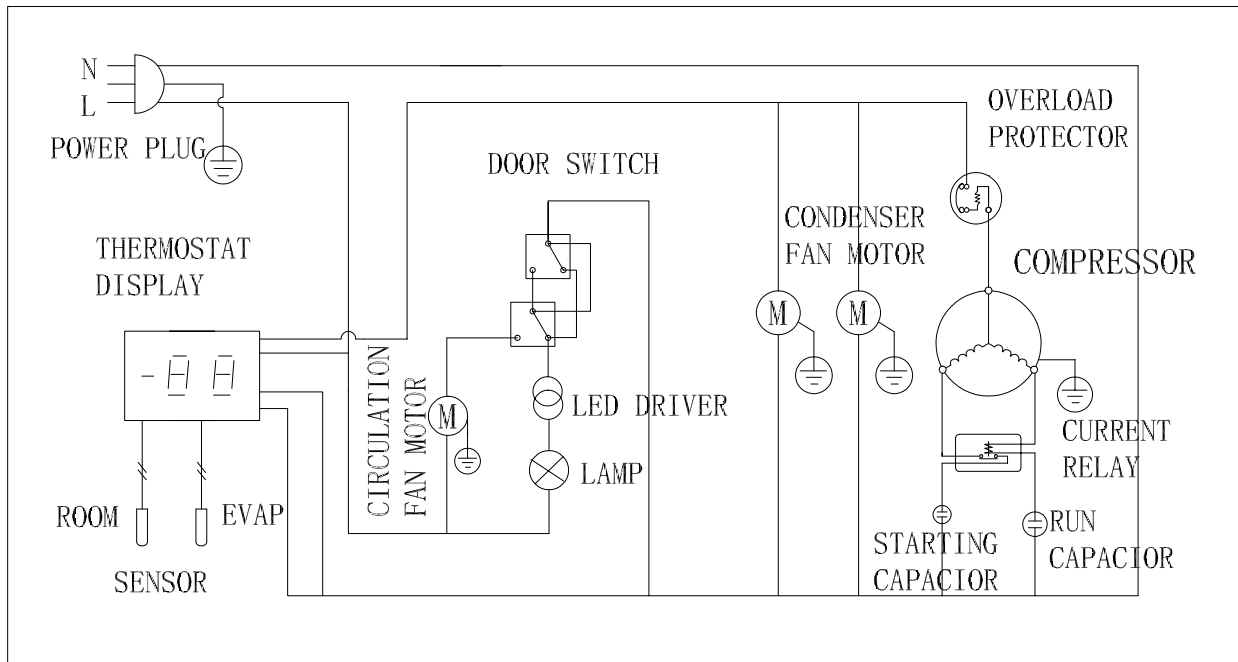 N
L
POWER PLUG
THERMOSTAT
DISPLAY
-88
ROOM
EVAP
SENSOR
CIRCULATION
FAN MOTOR
M
DOOR SWITCH
LED DRIVER
LAMP
CONDENSER
FAN MOTOR
M
M
OVERLOAD
PROTECTOR
COMPRESSOR
CURRENT
RELAY
STARTING
CAPACIOR
RUN
CAPACIOR